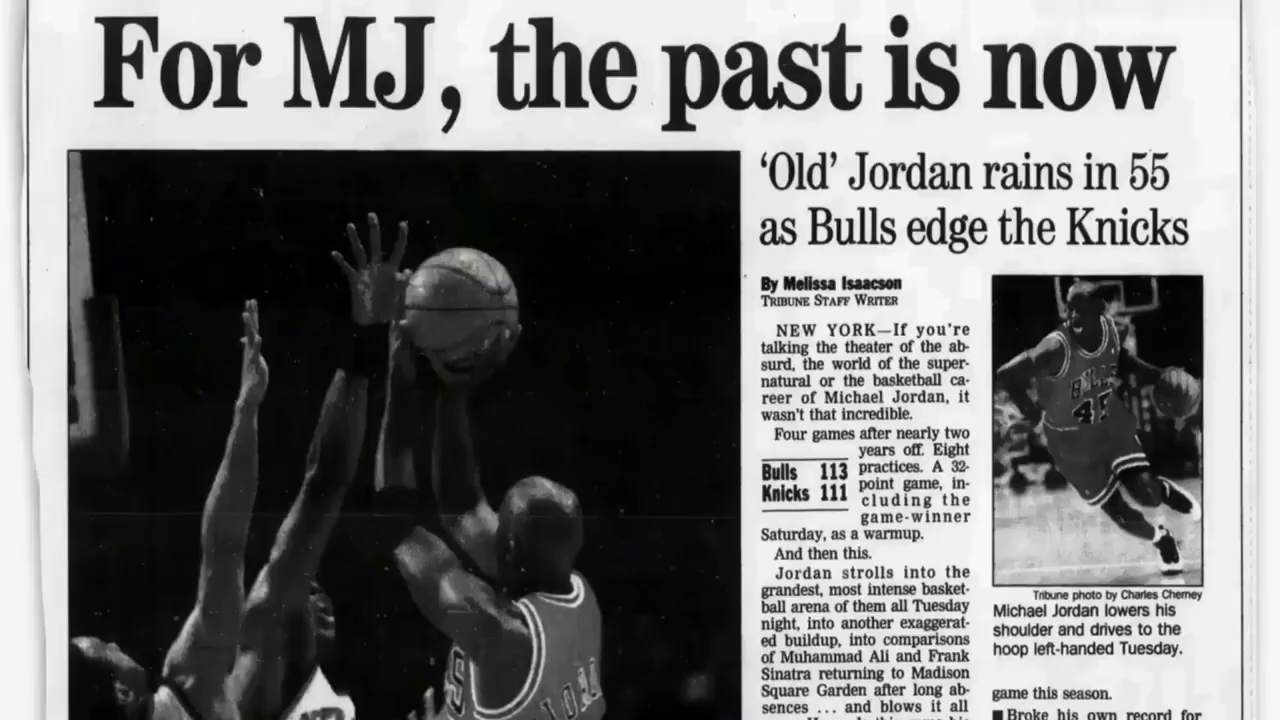 For MJ, the past is now
‘Old’ Jordan rains in 55
as Bulls edge the Knicks
By Melissa Isaacson
TRIBUNE STAFF WRITER
NEW YORK—If you're
talking the theater of the ab-
surd, the world of the super-
natural or the basketball ca-
reer of Michael Jordan, it
wasn't that incredible.
Four games after nearly two
years off. Eight
practices. A 32-
point game, in-
cluding the
game-winner
Saturday, as a warmup.
Bulls 113
Knicks 111
And then this.
Jordan strolls into the
grandest, most intense basket-
ball arena of them all Tuesday
night, into another exaggerat-
ed buildup, into comparisons
of Muhammad Ali and Frank
Sinatra returning to Madison
Square Garden after long ab-
sences ... and blows it all
BULLS
45
Tribune photo by Charles Cherney
Michael Jordan lowers his
shoulder and drives to the
hoop left-handed Tuesday.
game this season.
■ Broke his own record for